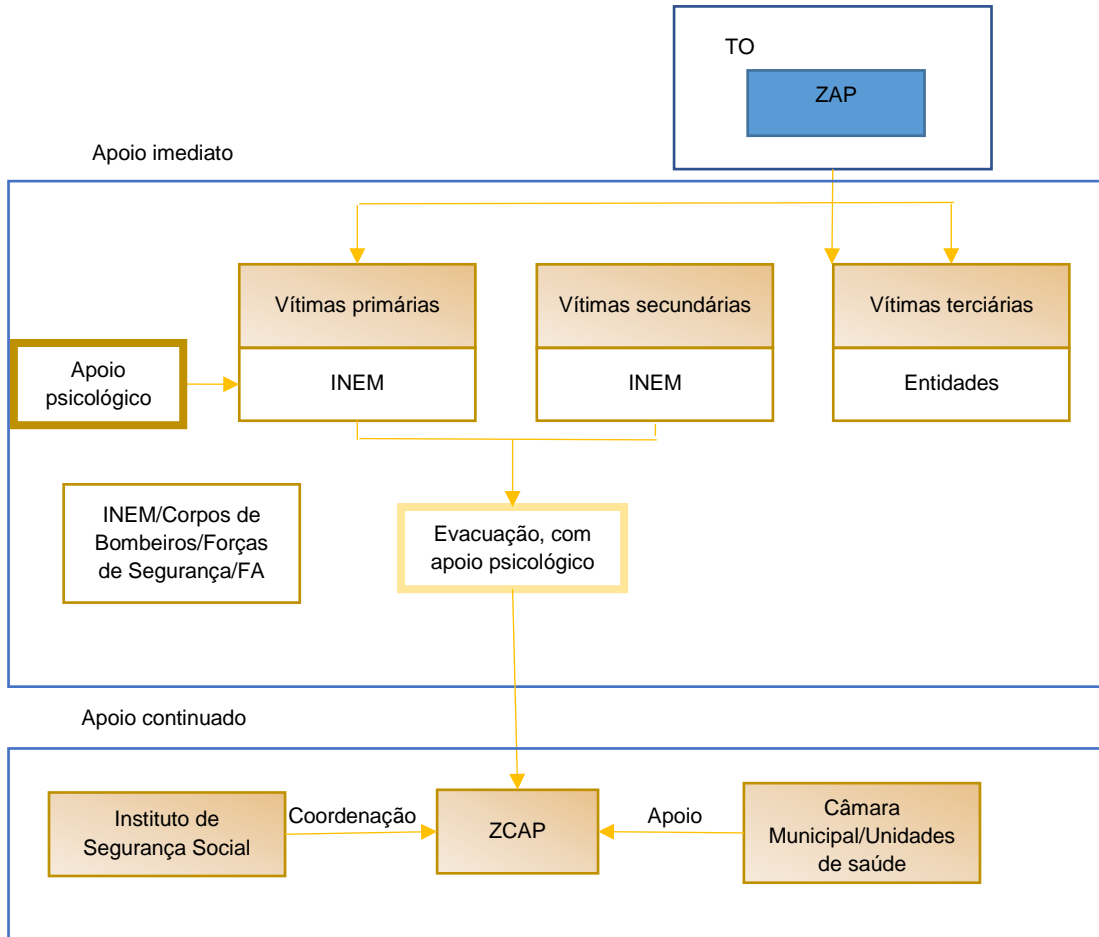 TO
ZAP
Apoio imediato
Vítimas primárias
Vítimas secundárias
Vítimas terciárias
Apoio
psicológico
INEM
INEM
Entidades
INEM/Corpos de
Bombeiros/Forças
de Segurança/FA
Evacuação, com
apoio psicológico
Apoio continuado
Instituto de
Segurança Social
Coordenação
ZCAP
Apoio
Câmara
Municipal/Unidades
de saúde